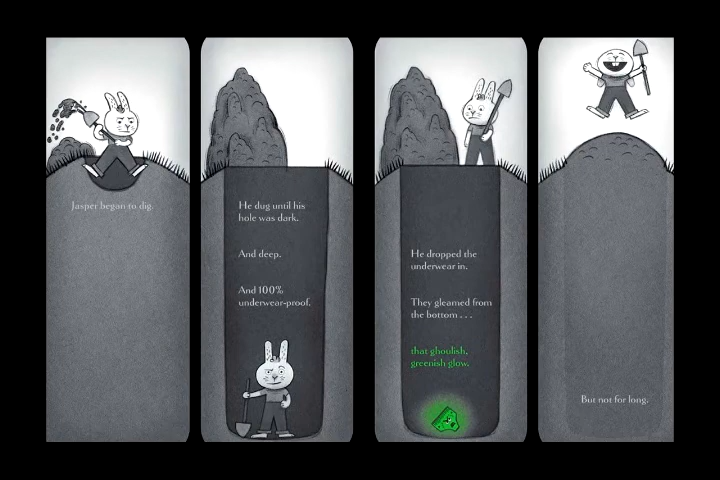 Jasper began to dig.
He dug until his
hole was dark.
And deep.
And 100%
underwear-proof.
He dropped the
underwear in.
They gleamed from
the bottom . . .
that ghoulish,
greenish glow.
But not for long.